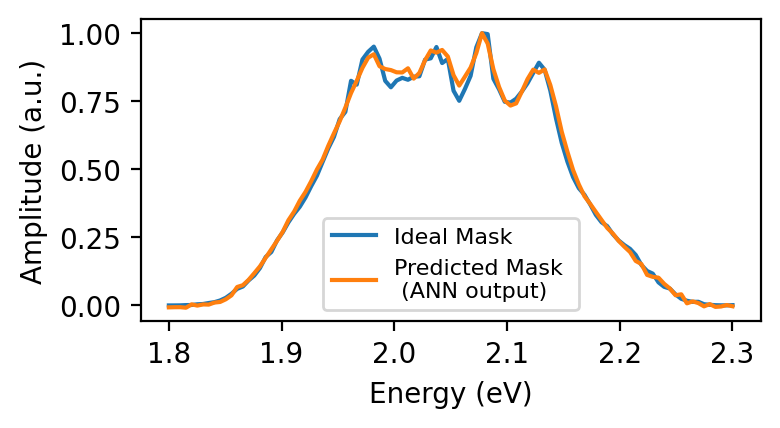 Amplitude (a.u.)
1.00
0.75
0.50
0.25
0.00
Ideal Mask
Predicted Mask
(ANN output)
1.8 1.9 2.0 2.1 2.2 2.3
Energy (eV)